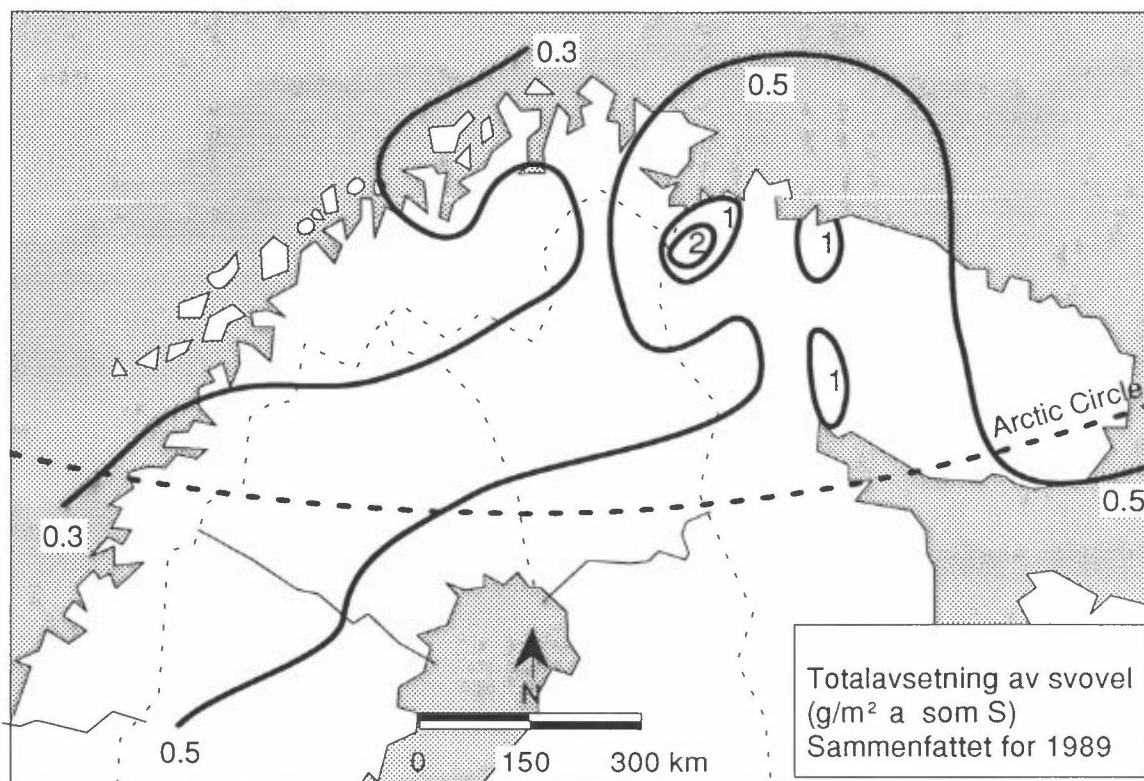 0.3
0.5
1
2
1
1
Arctic Circle
0.3
0.5
N
0.5
0 150 300 km
Totalavsetning av svovel
(g/m² a som S)
Sammenfattet for 1989